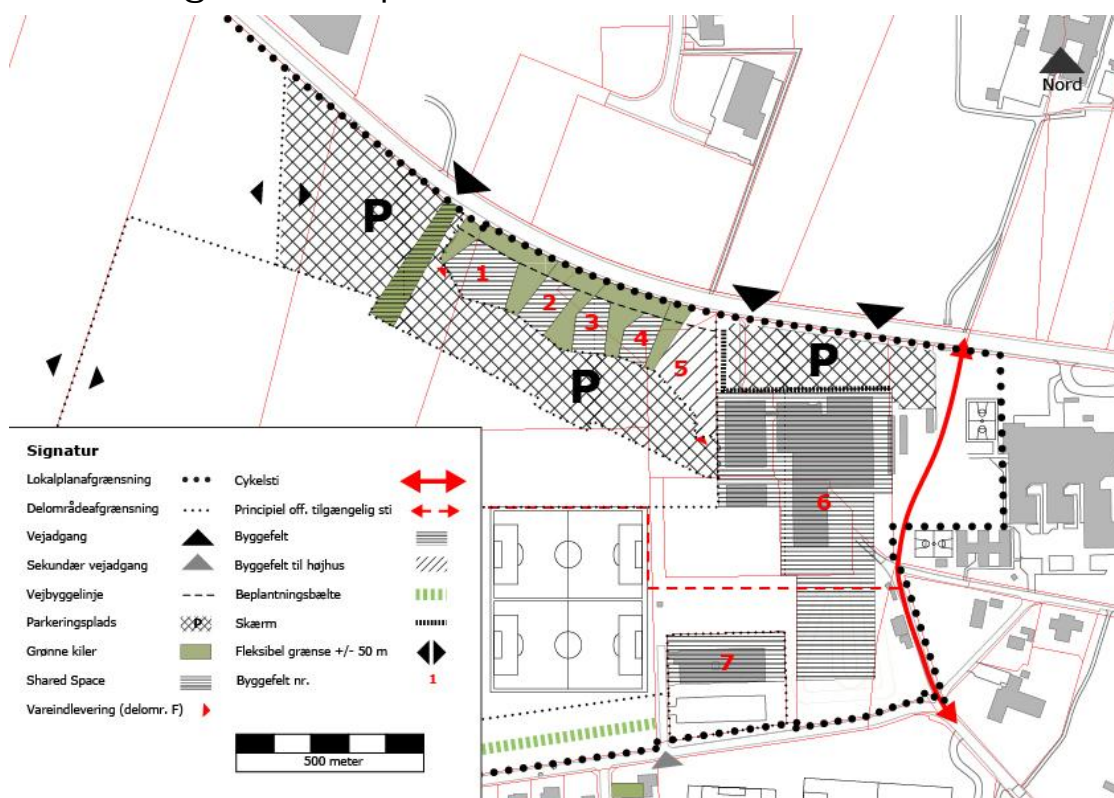 Nord
P
1
2
3
4
5
P
P
6
7
Signatur
Lokalplanafgrænsning
Delområdeafgrænsning
Vejadgang
Sekundær vejadgang
Vejbyggelinje
Parkeringsplads
P
Grønne kiler
Shared Space
Vareindlevering (delomr. F)
Cykelsti
Principiel off. tilgængelig sti
Byggefelt
Byggefelt til højhus
Beplantningsbælte
Skærm
Fleksibel grænse +/- 50 m
Byggefelt nr.
1
500 meter